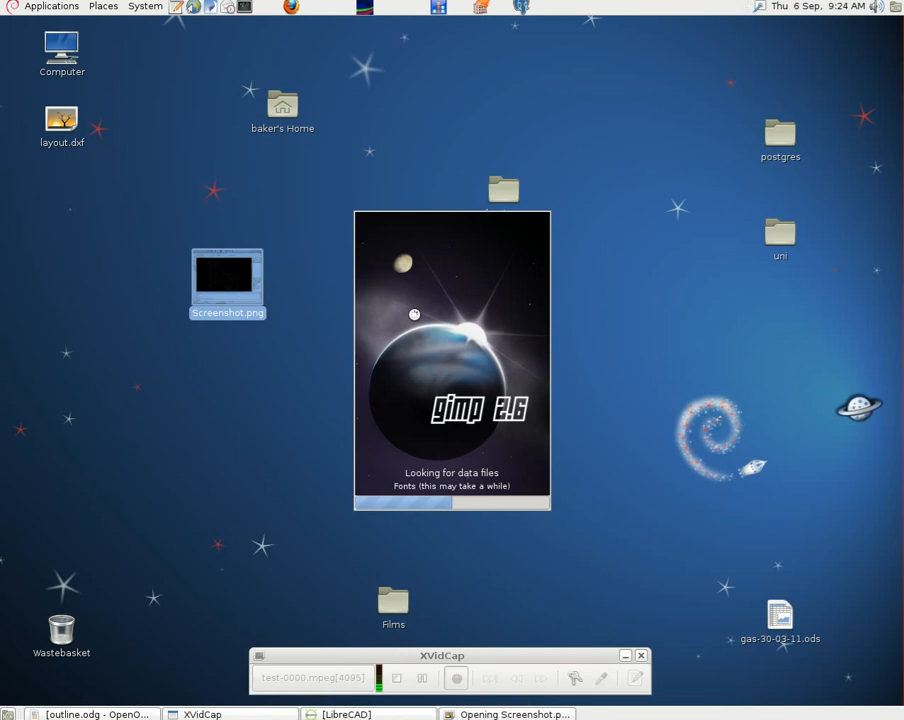 Applications Places System
Thu 6 Sep, 9:24 AM
Computer
layout.dxf
baker's Home
postgres
uni
Screenshot.png
gimp 2.6
Looking for data files
Fonts (this may take a while)
Films
gas-30-03-11.ods
Wastebasket
XVidCap
test-0000.mpeg[4095]
[outline.odg - OpenO...
XVidCap
[LibreCAD]
Opening Screenshot.p...